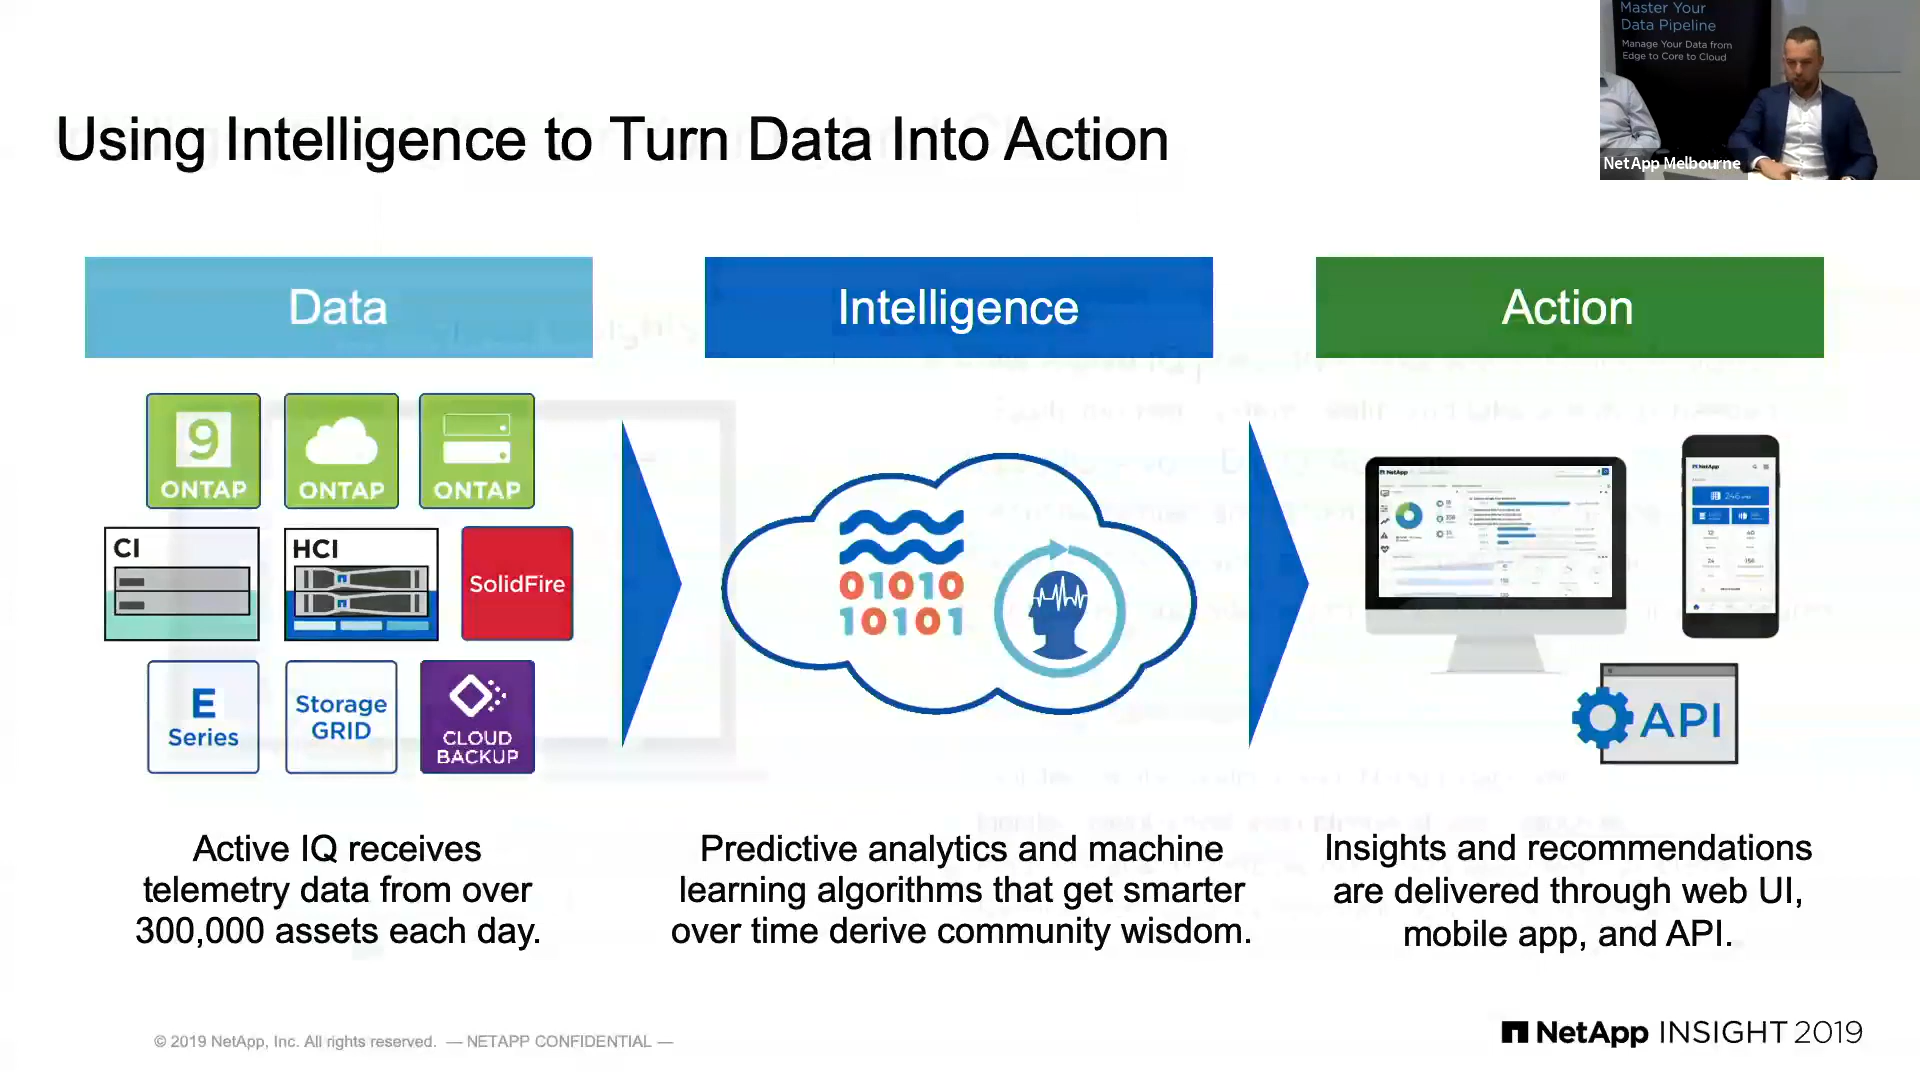 Master Your
Data Pipeline
Manage Your Data from
Edge to Core to Cloud
NetApp Melbourne
Using Intelligence to Turn Data Into Action
Data
Intelligence
Action
9
ONTAP
ONTAP
ONTAP
CI
HCI
SolidFire
E
Series
Storage
GRID
CLOUD
BACKUP
01010
10101
NetApp
NetApp
246
API
Active IQ receives
telemetry data from over
300,000 assets each day.
Predictive analytics and machine
learning algorithms that get smarter
over time derive community wisdom.
Insights and recommendations
are delivered through web UI,
mobile app, and API.
© 2019 NetApp, Inc. All rights reserved. — NETAPP CONFIDENTIAL —
NetApp INSIGHT 2019